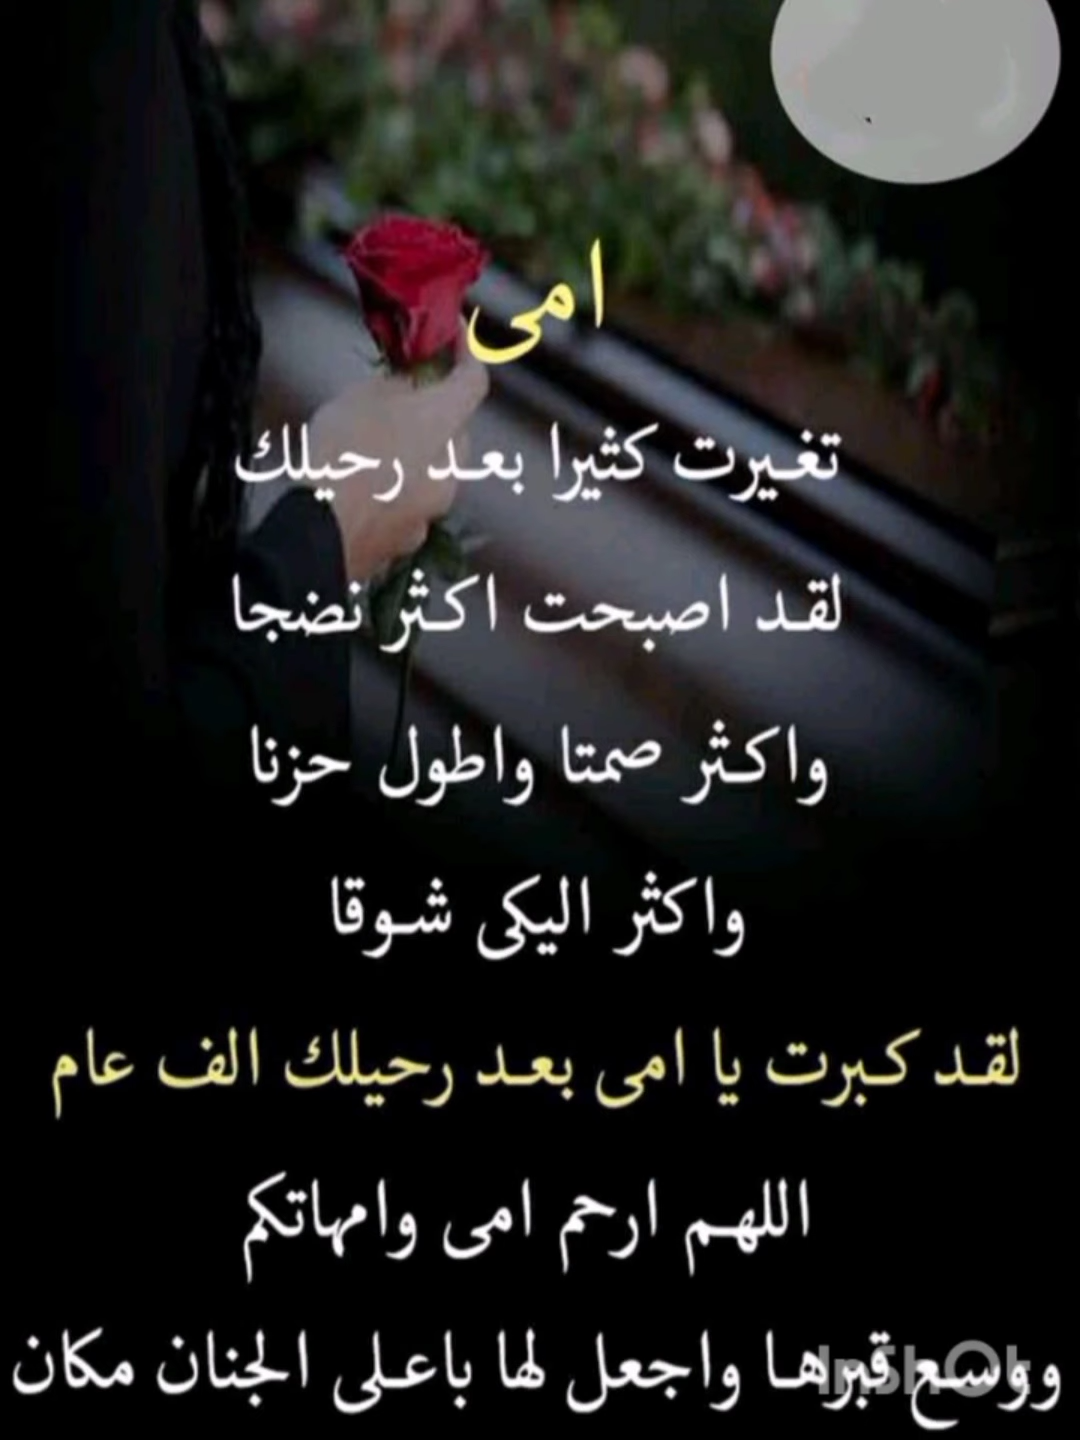 امى
تغيرت كثيرا بعد رحيلك
لقد اصبحت اكثر نضجا
واكثر صمتا واطول حزنا
واكثر اليكى شوقا
لقد كبرت يا امى بعد رحيلك الف عام
اللهم ارحم امى وامهاتكم
ووسع قبرها واجعل لها باعلى الجنان مكان
InShOt